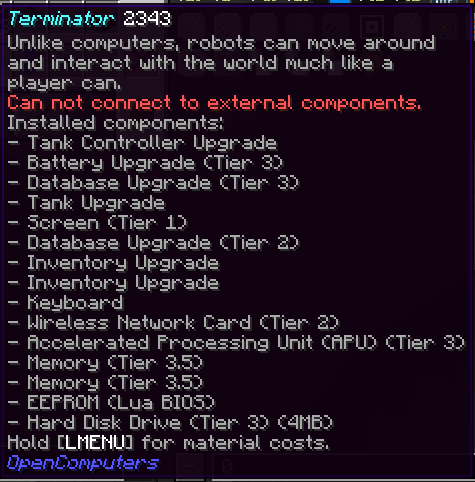 Terminator 2343
Unlike computers, robots can move around
and interact with the world much like a
player can.
Can not connect to external components.
Installed components:
- Tank Controller Upgrade
- Battery Upgrade (Tier 3)
- Database Upgrade (Tier 3)
- Tank Upgrade
- Screen (Tier 1)
- Database Upgrade (Tier 2)
- Inventory Upgrade
- Inventory Upgrade
- Keyboard
- Wireless Network Card (Tier 2)
- Accelerated Processing Unit (APU) (Tier 3)
- Memory (Tier 3.5)
- Memory (Tier 3.5)
- EEPROM (Lua BIOS)
- Hard Disk Drive (Tier 3) (4MB)
Hold [LMENU] for material costs.
OpenComputers